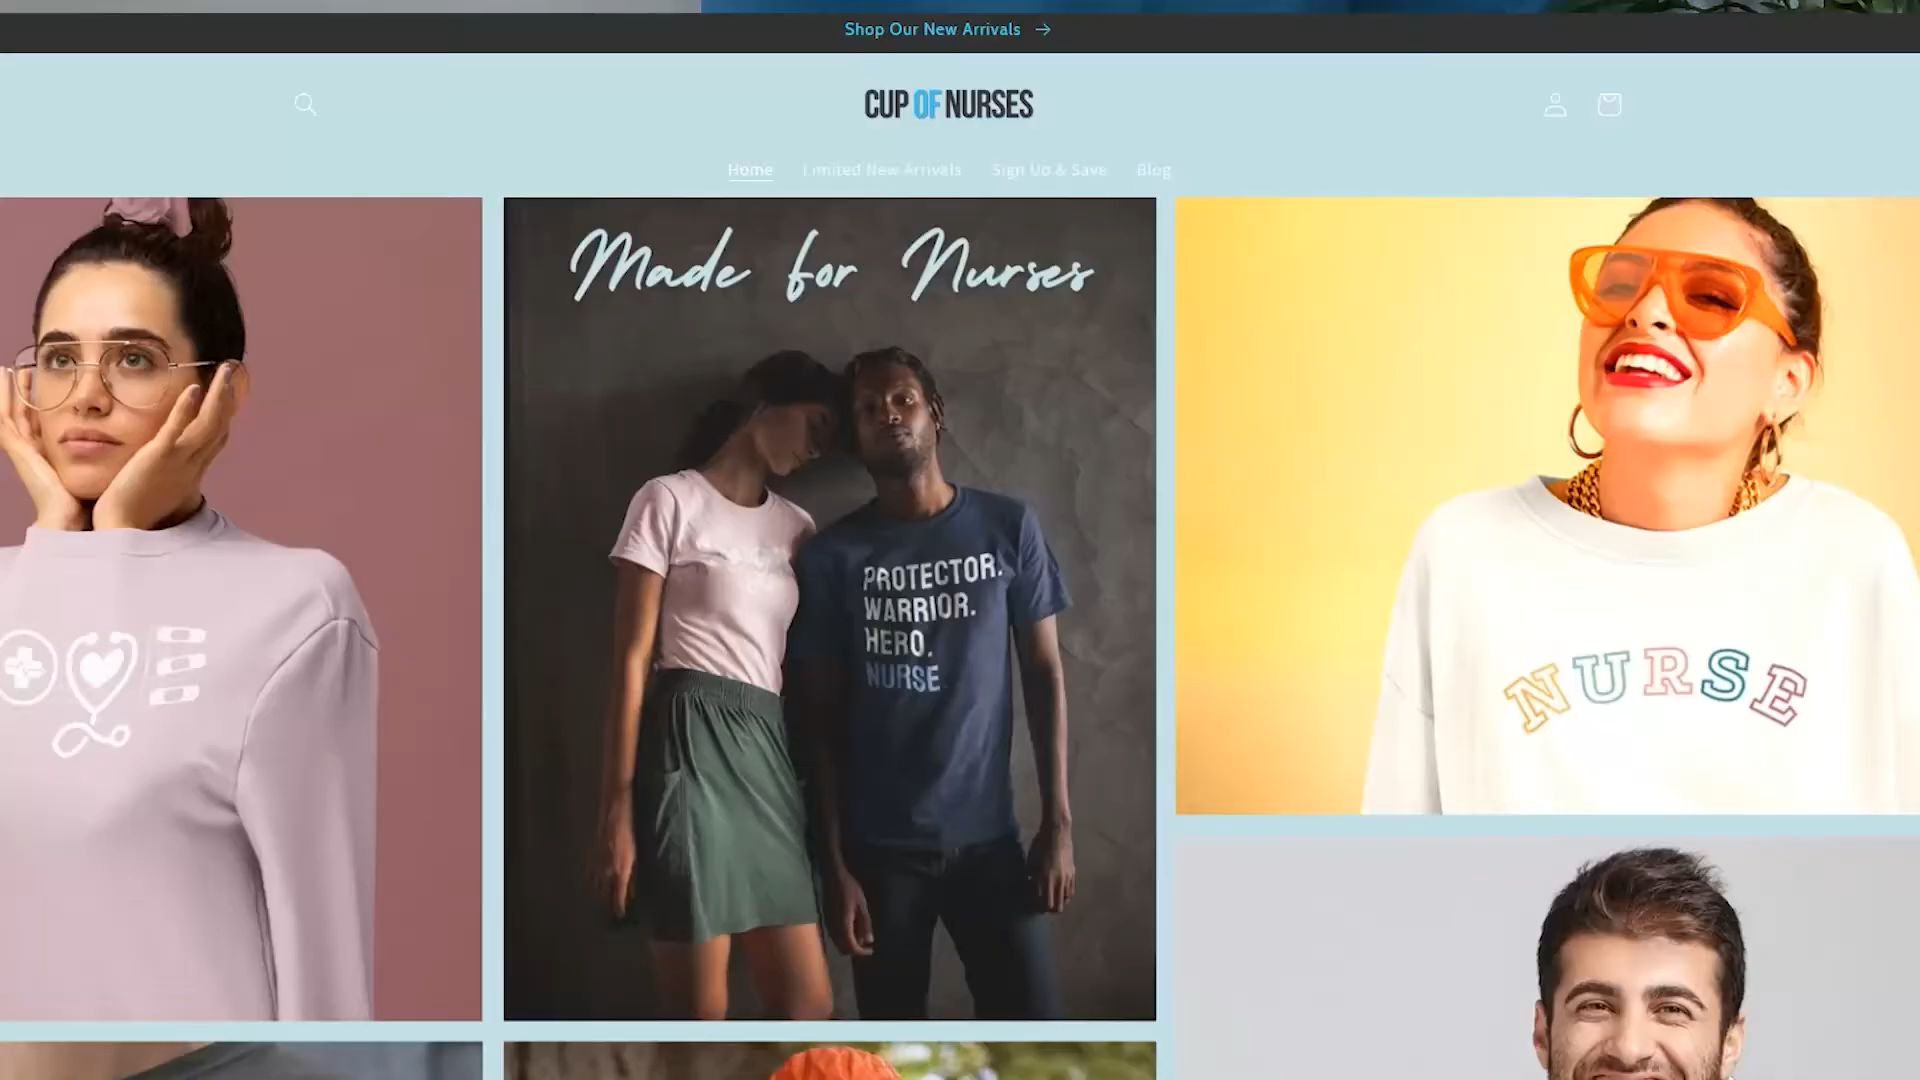 Shop Our New Arrivals
CUP OF NURSES
Home Limited New Arrivals Sign Up & Save Blog
Made for Nurses
PROTECTOR.
WARRIOR.
HERO.
NURSE.
NURSE